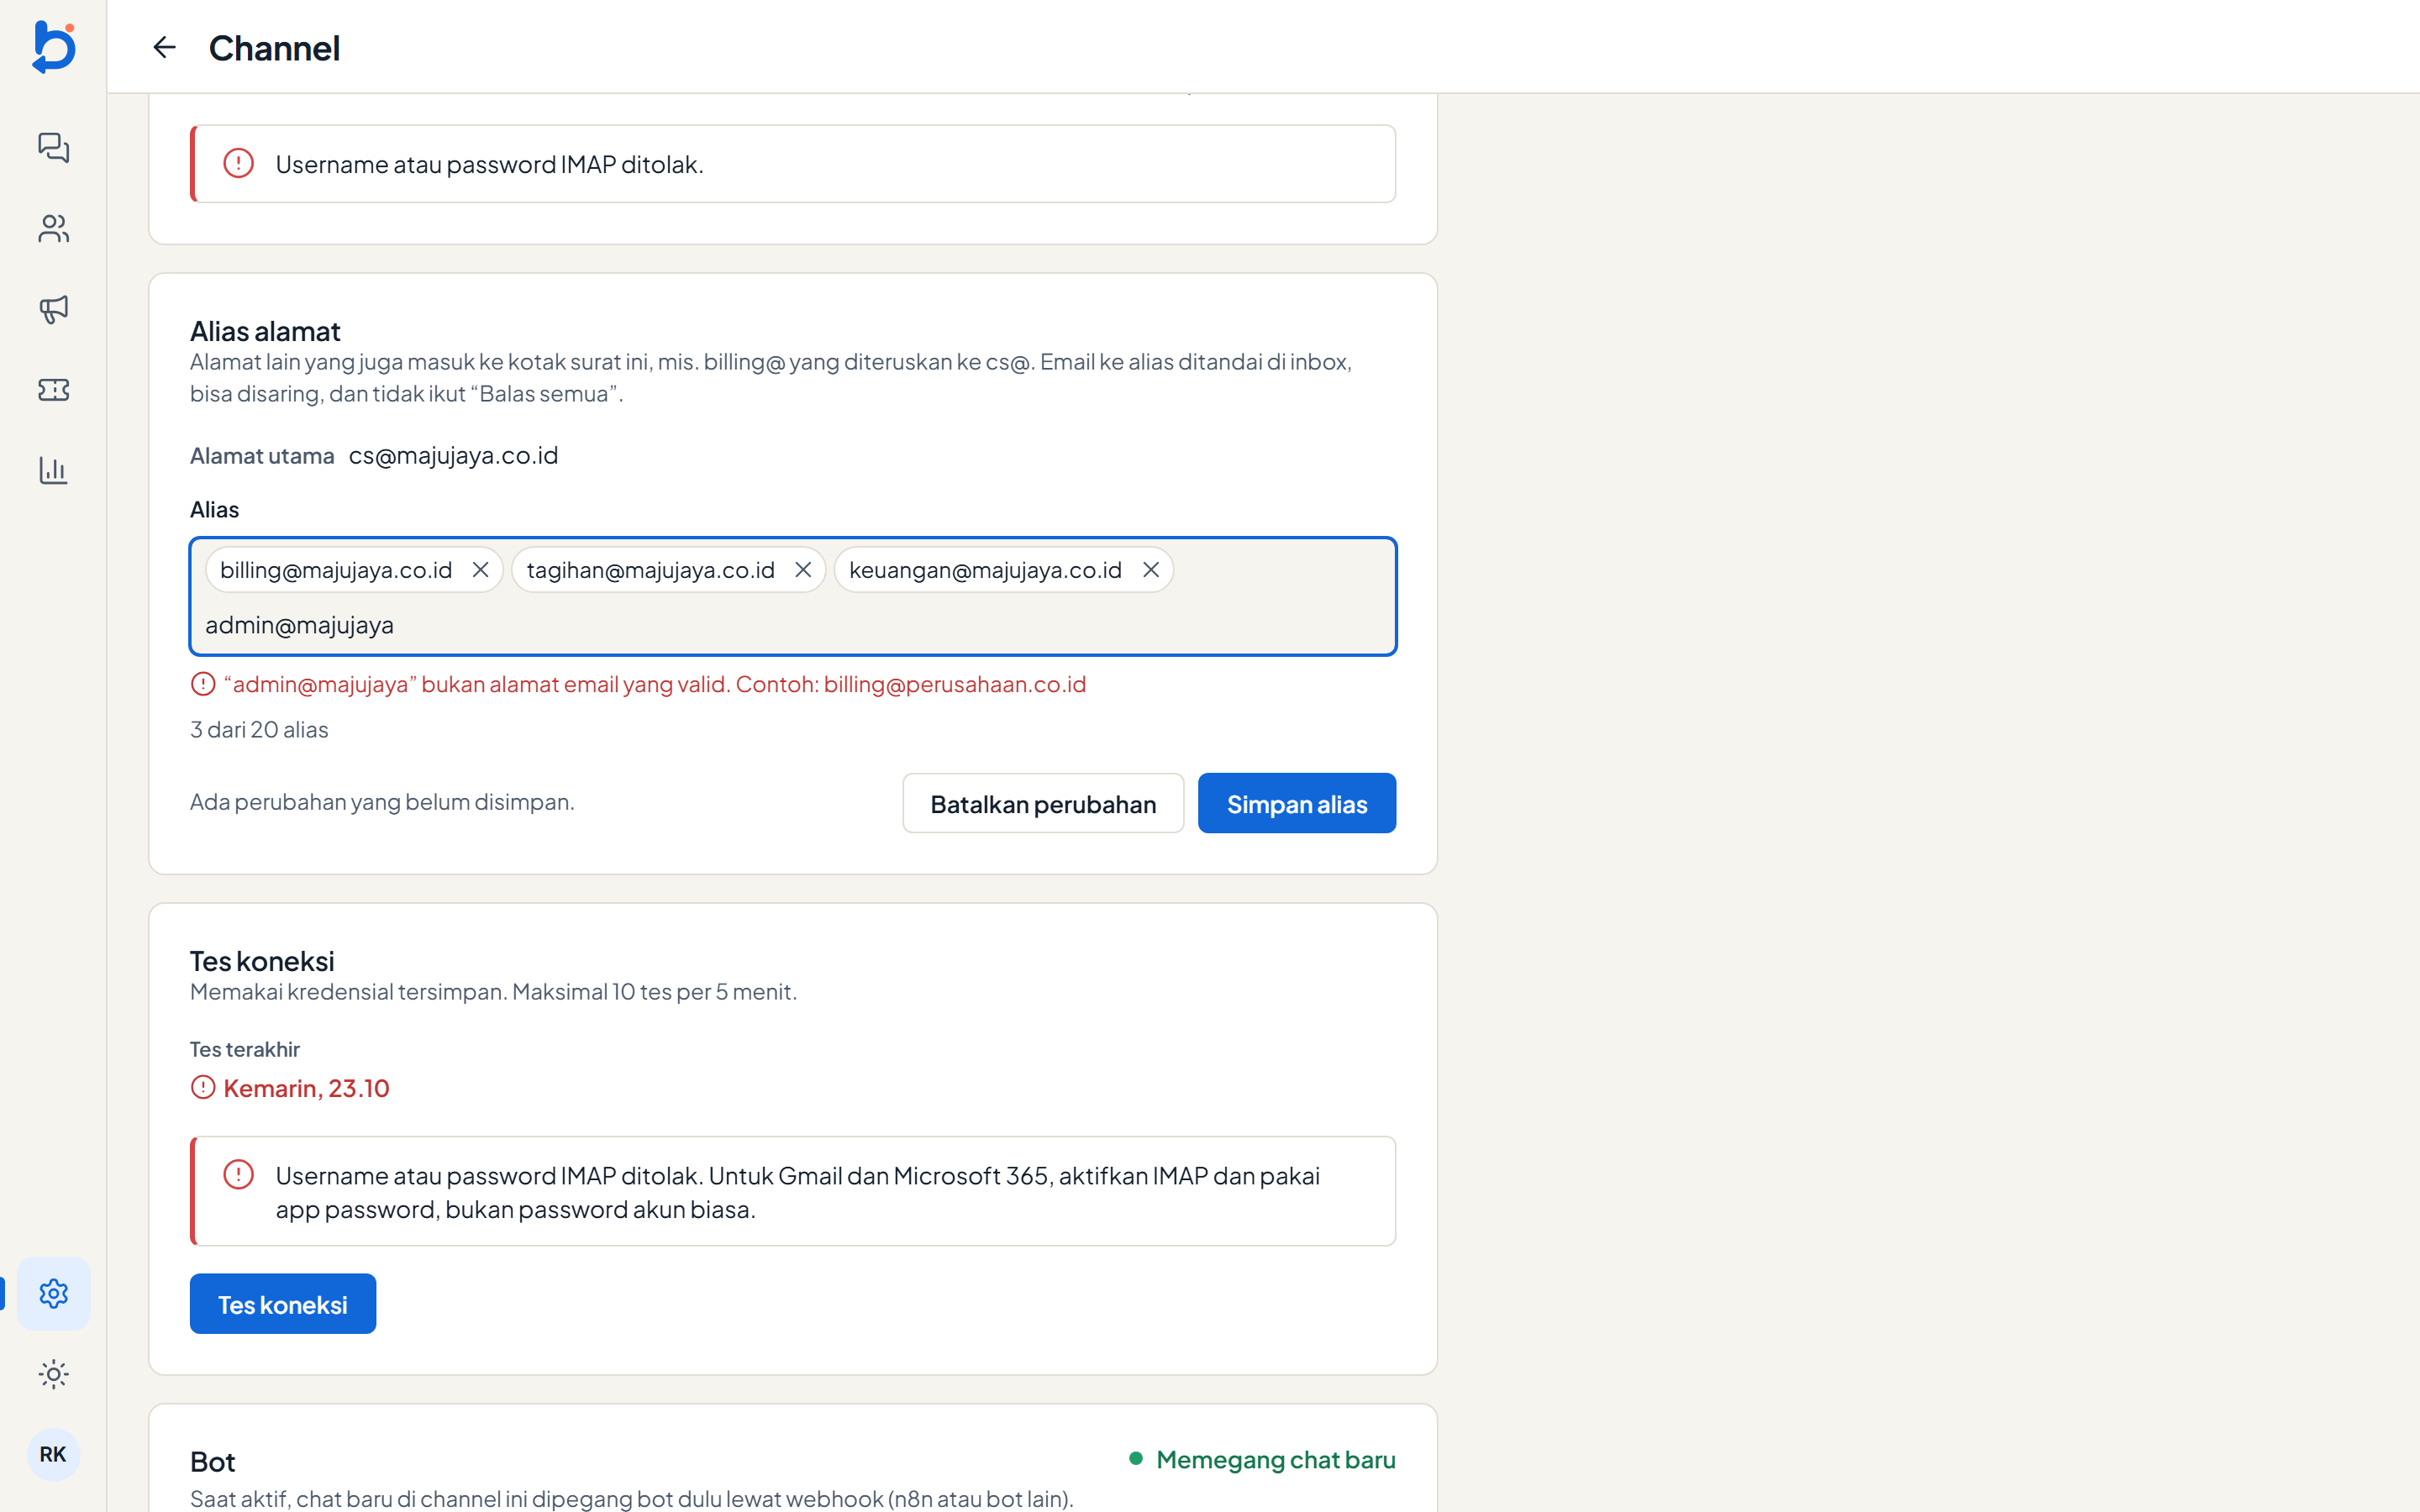 Channel
Username atau password IMAP ditolak.
Alias alamat
Alamat lain yang juga masuk ke kotak surat ini, mis. billing@ yang diteruskan ke cs@. Email ke alias ditandai di inbox,
bisa disaring, dan tidak ikut “Balas semua”.
Alamat utama cs@majujaya.co.id
Alias
billing@majujaya.co.id tagihan@majujaya.co.id keuangan@majujaya.co.id
admin@majujaya
“admin@majujaya” bukan alamat email yang valid. Contoh: billing@perusahaan.co.id
3 dari 20 alias
Ada perubahan yang belum disimpan. Batalkan perubahan Simpan alias
Tes koneksi
Memakai kredensial tersimpan. Maksimal 10 tes per 5 menit.
Tes terakhir
Kemarin, 23.10
Username atau password IMAP ditolak. Untuk Gmail dan Microsoft 365, aktifkan IMAP dan pakai
app password, bukan password akun biasa.
Tes koneksi
RK
Bot Memegang chat baru
Saat aktif, chat baru di channel ini dipegang bot dulu lewat webhook (n8n atau bot lain).